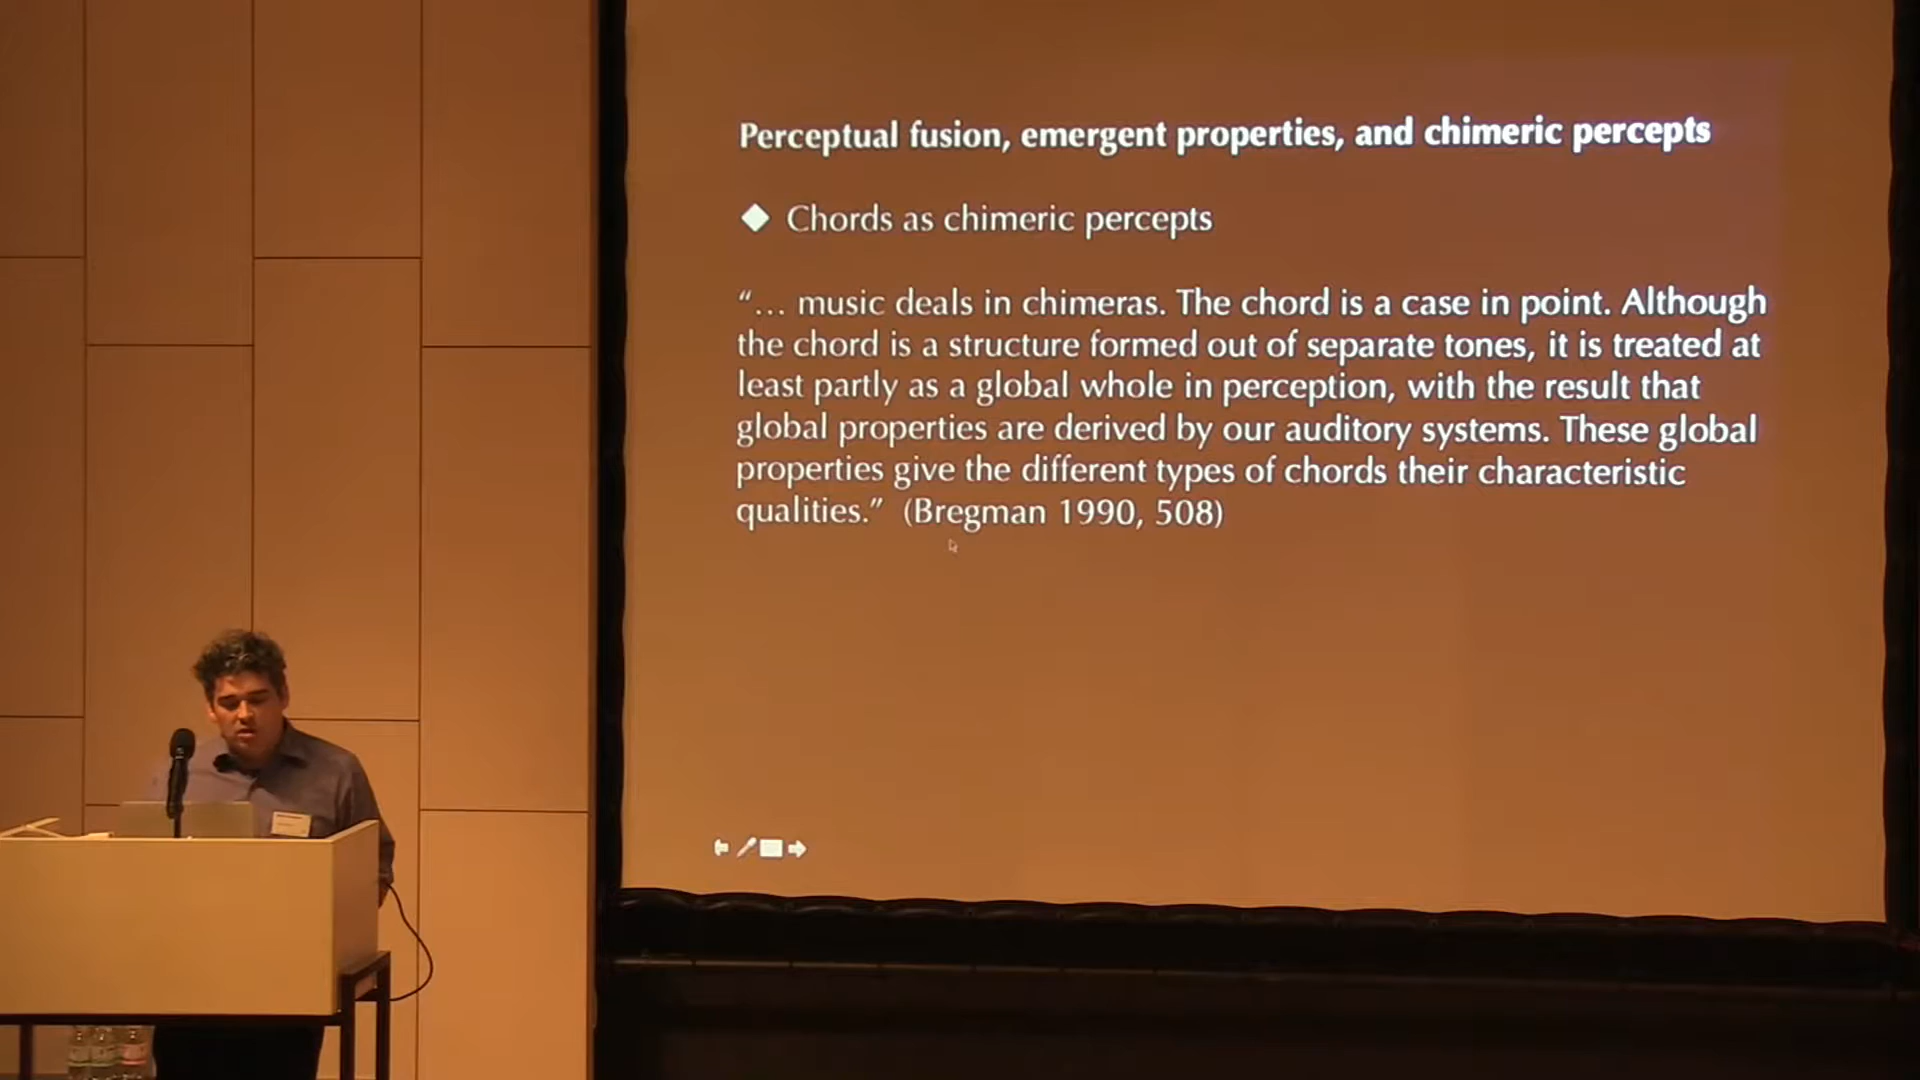 Perceptual fusion, emergent properties, and chimeric percepts
Chords as chimeric percepts
“… music deals in chimeras. The chord is a case in point. Although
the chord is a structure formed out of separate tones, it is treated at
least partly as a global whole in perception, with the result that
global properties are derived by our auditory systems. These global
properties give the different types of chords their characteristic
qualities.” (Bregman 1990, 508)